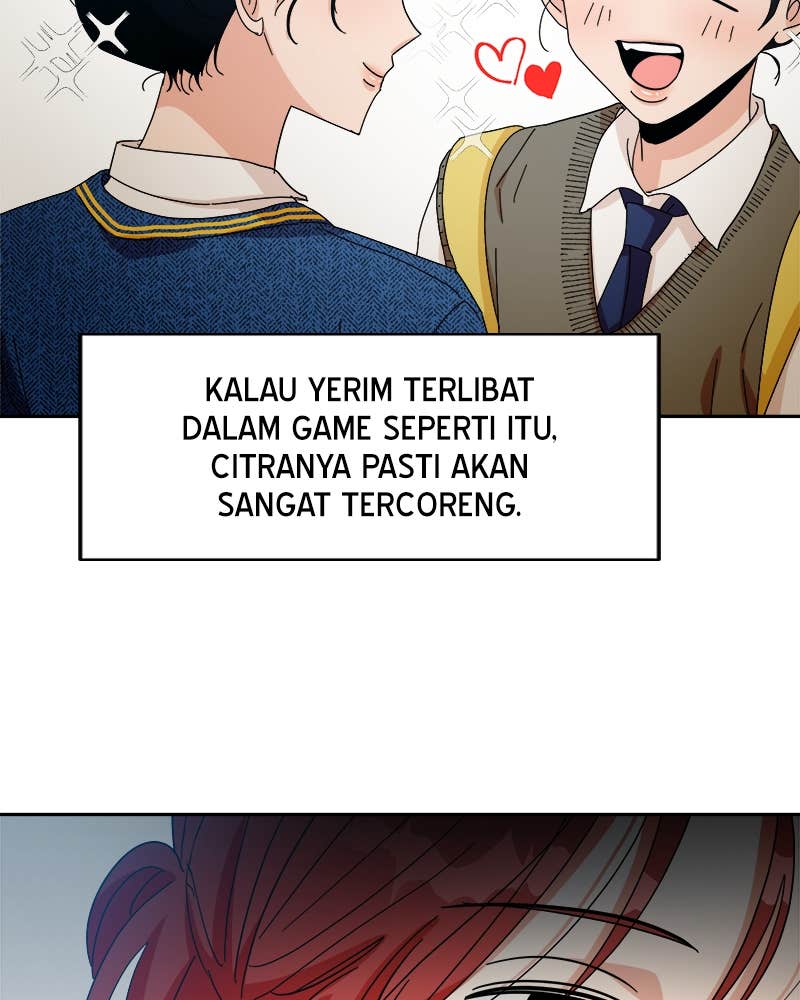 KALAU YERIM TERLIBAT
DALAM GAME SEPERTI ITU,
CITRANYA PASTI AKAN
SANGAT TERCORENG.